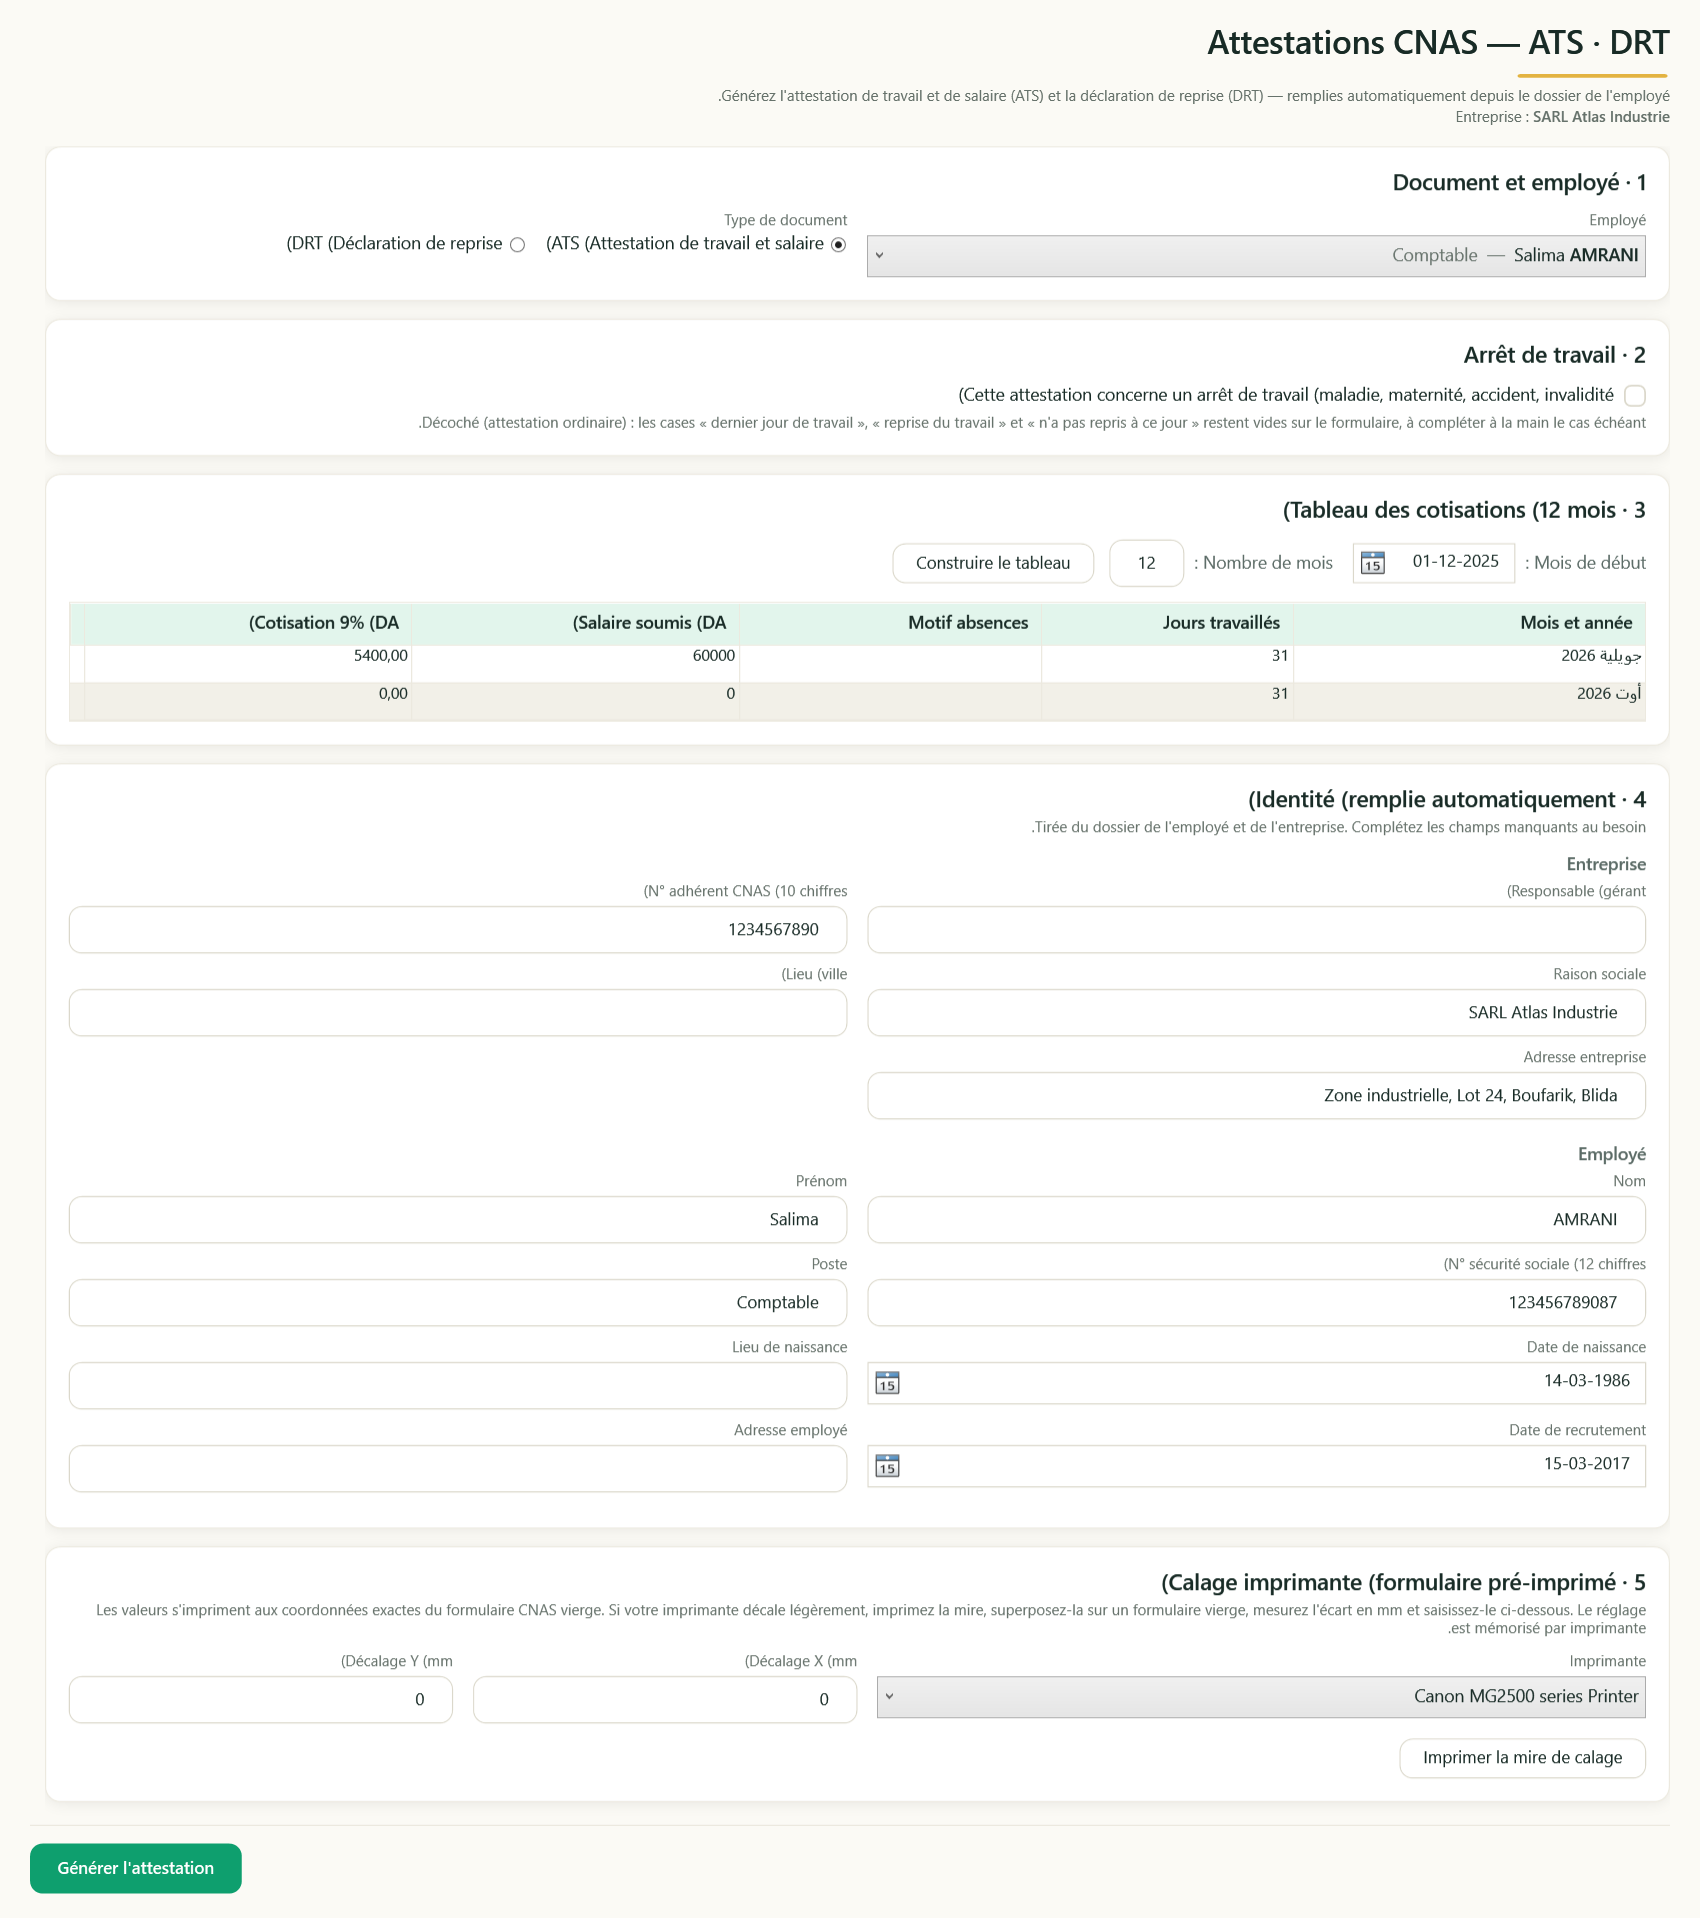 Attestations CNAS — ATS · DRT
Générez l'attestation de travail et de salaire (ATS) et la déclaration de reprise (DRT) — remplies automatiquement depuis le dossier de l'employé.
Entreprise : SARL Atlas Industrie
1 · Document et employé
Employé
Type de document
Salima AMRANI — Comptable
ATS (Attestation de travail et salaire)
DRT (Déclaration de reprise)
2 · Arrêt de travail
Cette attestation concerne un arrêt de travail (maladie, maternité, accident, invalidité)
Décoché (attestation ordinaire) : les cases « dernier jour de travail », « reprise du travail » et « n'a pas repris à ce jour » restent vides sur le formulaire, à compléter à la main le cas échéant.
3 · Tableau des cotisations (12 mois)
Mois de début : 01-12-2025 15 Nombre de mois : 12 Construire le tableau
Mois et année Jours travaillés Motif absences Salaire soumis (DA) Cotisation 9% (DA)
جويلية 2026 31 60000 5400,00
أوت 2026 31 0 0,00
4 · Identité (remplie automatiquement)
Tirée du dossier de l'employé et de l'entreprise. Complétez les champs manquants au besoin.
Entreprise
Responsable (gérant)
N° adhérent CNAS (10 chiffres)
1234567890
Raison sociale
Lieu (ville)
SARL Atlas Industrie
Adresse entreprise
Zone industrielle, Lot 24, Boufarik, Blida
Employé
Nom
Prénom
AMRANI
Salima
N° sécurité sociale (12 chiffres)
Poste
123456789087
Comptable
Date de naissance
Lieu de naissance
14-03-1986 15
Date de recrutement
Adresse employé
15-03-2017 15
5 · Calage imprimante (formulaire pré-imprimé)
Les valeurs s'impriment aux coordonnées exactes du formulaire CNAS vierge. Si votre imprimante décale légèrement, imprimez la mire, superposez-la sur un formulaire vierge, mesurez l'écart en mm et saisissez-le ci-dessous. Le réglage
est mémorisé par imprimante.
Imprimante
Décalage X (mm)
Décalage Y (mm)
Canon MG2500 series Printer
0
0
Imprimer la mire de calage
Générer l'attestation